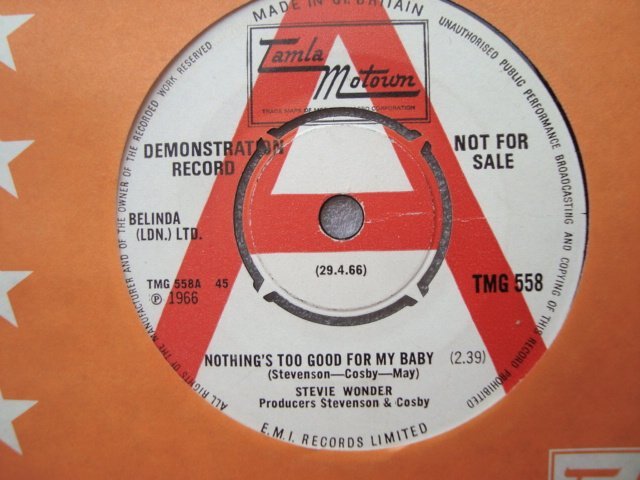 MADE IN GT. BRITAIN
Tamla
Motown
TRADE MARK OF
CORPORATION
ALL RIGHTS OF THE MANUFACTURER AND OF THE OWNER OF THE RECORDED WORK RESERVED
UNAUTHORISED PUBLIC PERFORMANCE BROADCASTING AND COPYING OF THIS RECORD PROHIBITED
DEMONSTRATION
RECORD
NOT FOR
SALE
BELINDA
(LDN.) LTD.
TMG 558A 45
℗ 1966
(29.4.66)
TMG 558
NOTHING'S TOO GOOD FOR MY BABY (2.39)
(Stevenson—Cosby—May)
STEVIE WONDER
Producers Stevenson & Cosby
E.M.I. RECORDS LIMITED